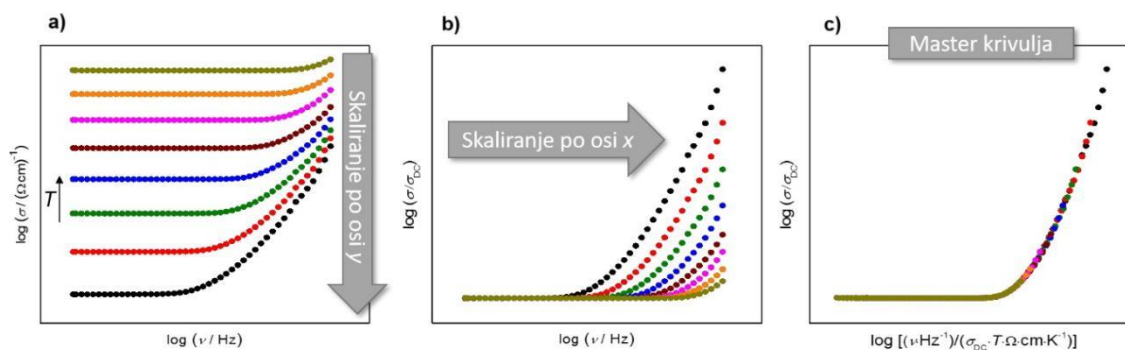 a)
log (σ / (Ωcm)⁻¹)
T
Skaliranje po osi y
log (ν / Hz)
b)
log (σ/σDC)
Skaliranje po osi x
log (ν / Hz)
c)
Master krivulja
log (σ/σDC)
log [(ν·Hz⁻¹)/(σDC·T·Ω·cm·K⁻¹)]